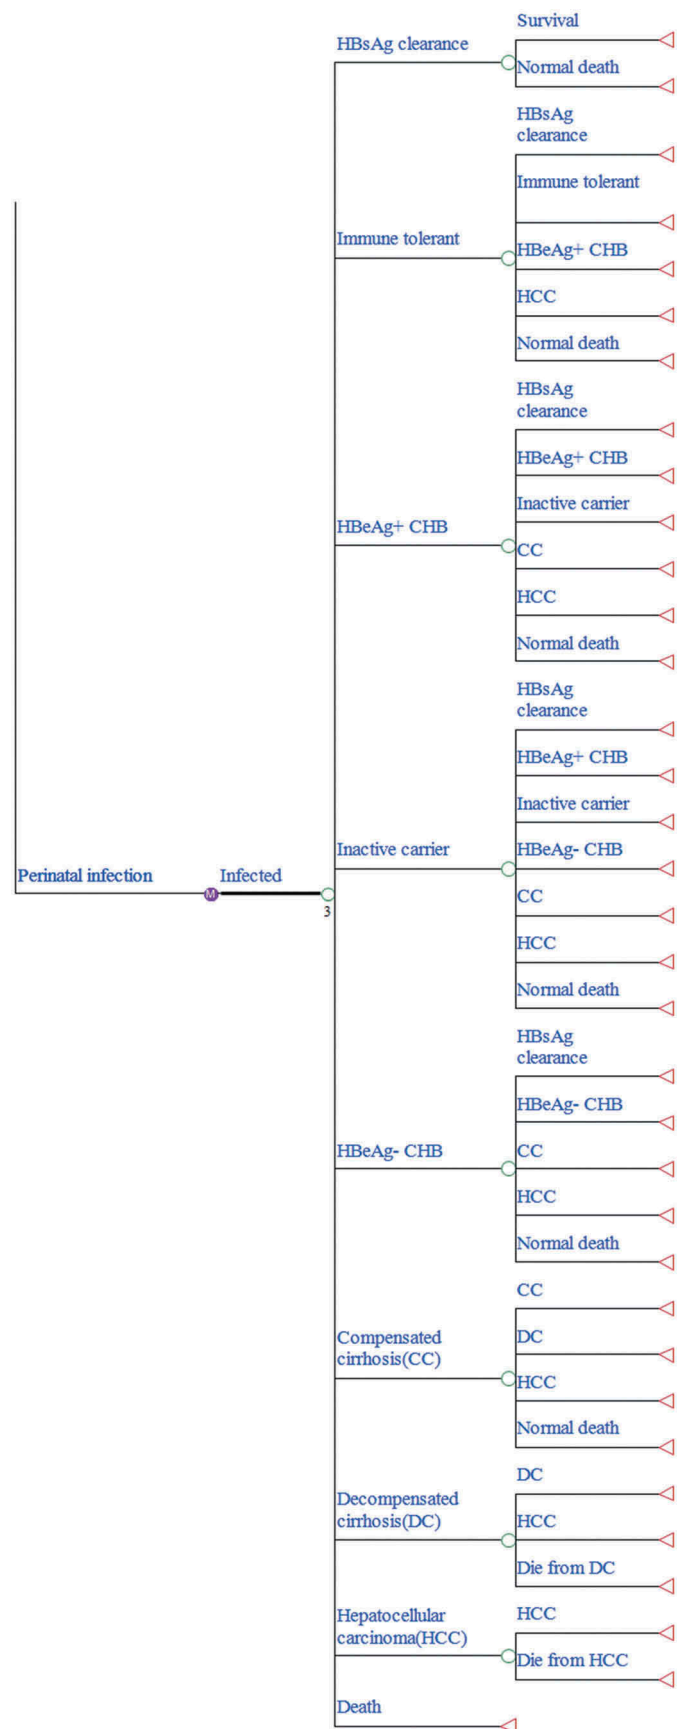 Survival
HBsAg clearance
Normal death
HBsAg
clearance
Immune tolerant
Immune tolerant
HBeAg+ CHB
HCC
Normal death
HBsAg
clearance
HBeAg+ CHB
Inactive carrier
HBeAg+ CHB
CC
HCC
Normal death
HBsAg
clearance
HBeAg+ CHB
Inactive carrier
Inactive carrier
HBeAg- CHB
Perinatal infection
M
Infected
3
CC
HCC
Normal death
HBsAg
clearance
HBeAg- CHB
HBeAg- CHB
CC
HCC
Normal death
CC
Compensated
cirrhosis(CC)
DC
HCC
Normal death
DC
Decompensated
cirrhosis(DC)
HCC
Die from DC
Hepatocellular
carcinoma(HCC)
HCC
Die from HCC
Death